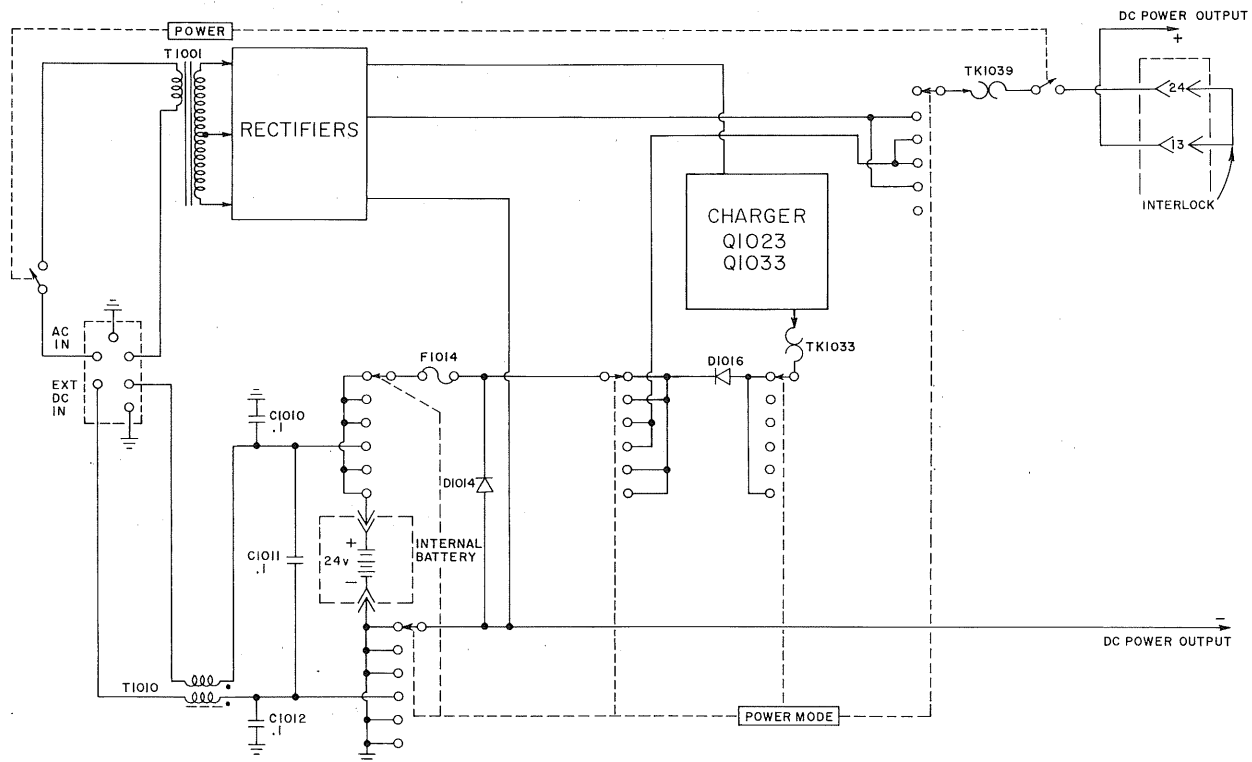 DC POWER OUTPUT
+
POWER
T1001
TK1039
RECTIFIERS
24
13
INTERLOCK
CHARGER
Q1023
Q1033
TK1033
AC
IN
EXT
DC
IN
F1014
D1016
C1010
.1
D1014
C1011
.1
+
24v
−
INTERNAL
BATTERY
−
DC POWER OUTPUT
T1010
C1012
.1
POWER MODE